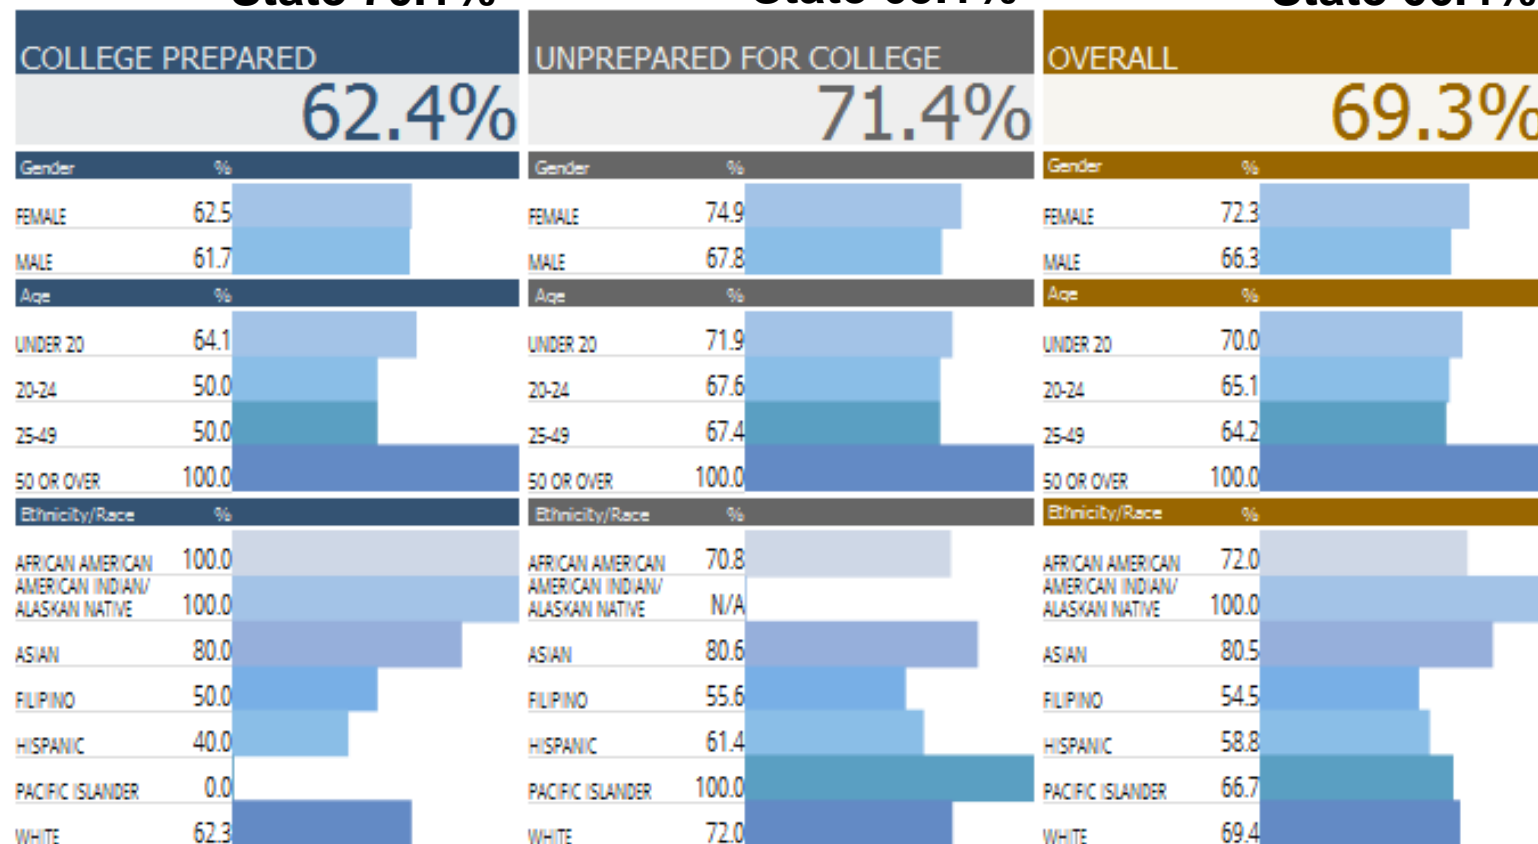 COLLEGE PREPARED
62.4%
Gender %
FEMALE 62.5
MALE 61.7
Age %
UNDER 20 64.1
20-24 50.0
25-49 50.0
50 OR OVER 100.0
Ethnicity/Race %
AFRICAN AMERICAN 100.0
AMERICAN INDIAN/
ALASKAN NATIVE 100.0
ASIAN 80.0
FILIPINO 50.0
HISPANIC 40.0
PACIFIC ISLANDER 0.0
WHITE 62.3
UNPREPARED FOR COLLEGE
71.4%
Gender %
FEMALE 74.9
MALE 67.8
Age %
UNDER 20 71.9
20-24 67.6
25-49 67.4
50 OR OVER 100.0
Ethnicity/Race %
AFRICAN AMERICAN 70.8
AMERICAN INDIAN/
ALASKAN NATIVE N/A
ASIAN 80.6
FILIPINO 55.6
HISPANIC 61.4
PACIFIC ISLANDER 100.0
WHITE 72.0
OVERALL
69.3%
Gender %
FEMALE 72.3
MALE 66.3
Age %
UNDER 20 70.0
20-24 65.1
25-49 64.2
50 OR OVER 100.0
Ethnicity/Race %
AFRICAN AMERICAN 72.0
AMERICAN INDIAN/
ALASKAN NATIVE 100.0
ASIAN 80.5
FILIPINO 54.5
HISPANIC 58.8
PACIFIC ISLANDER 66.7
WHITE 69.4